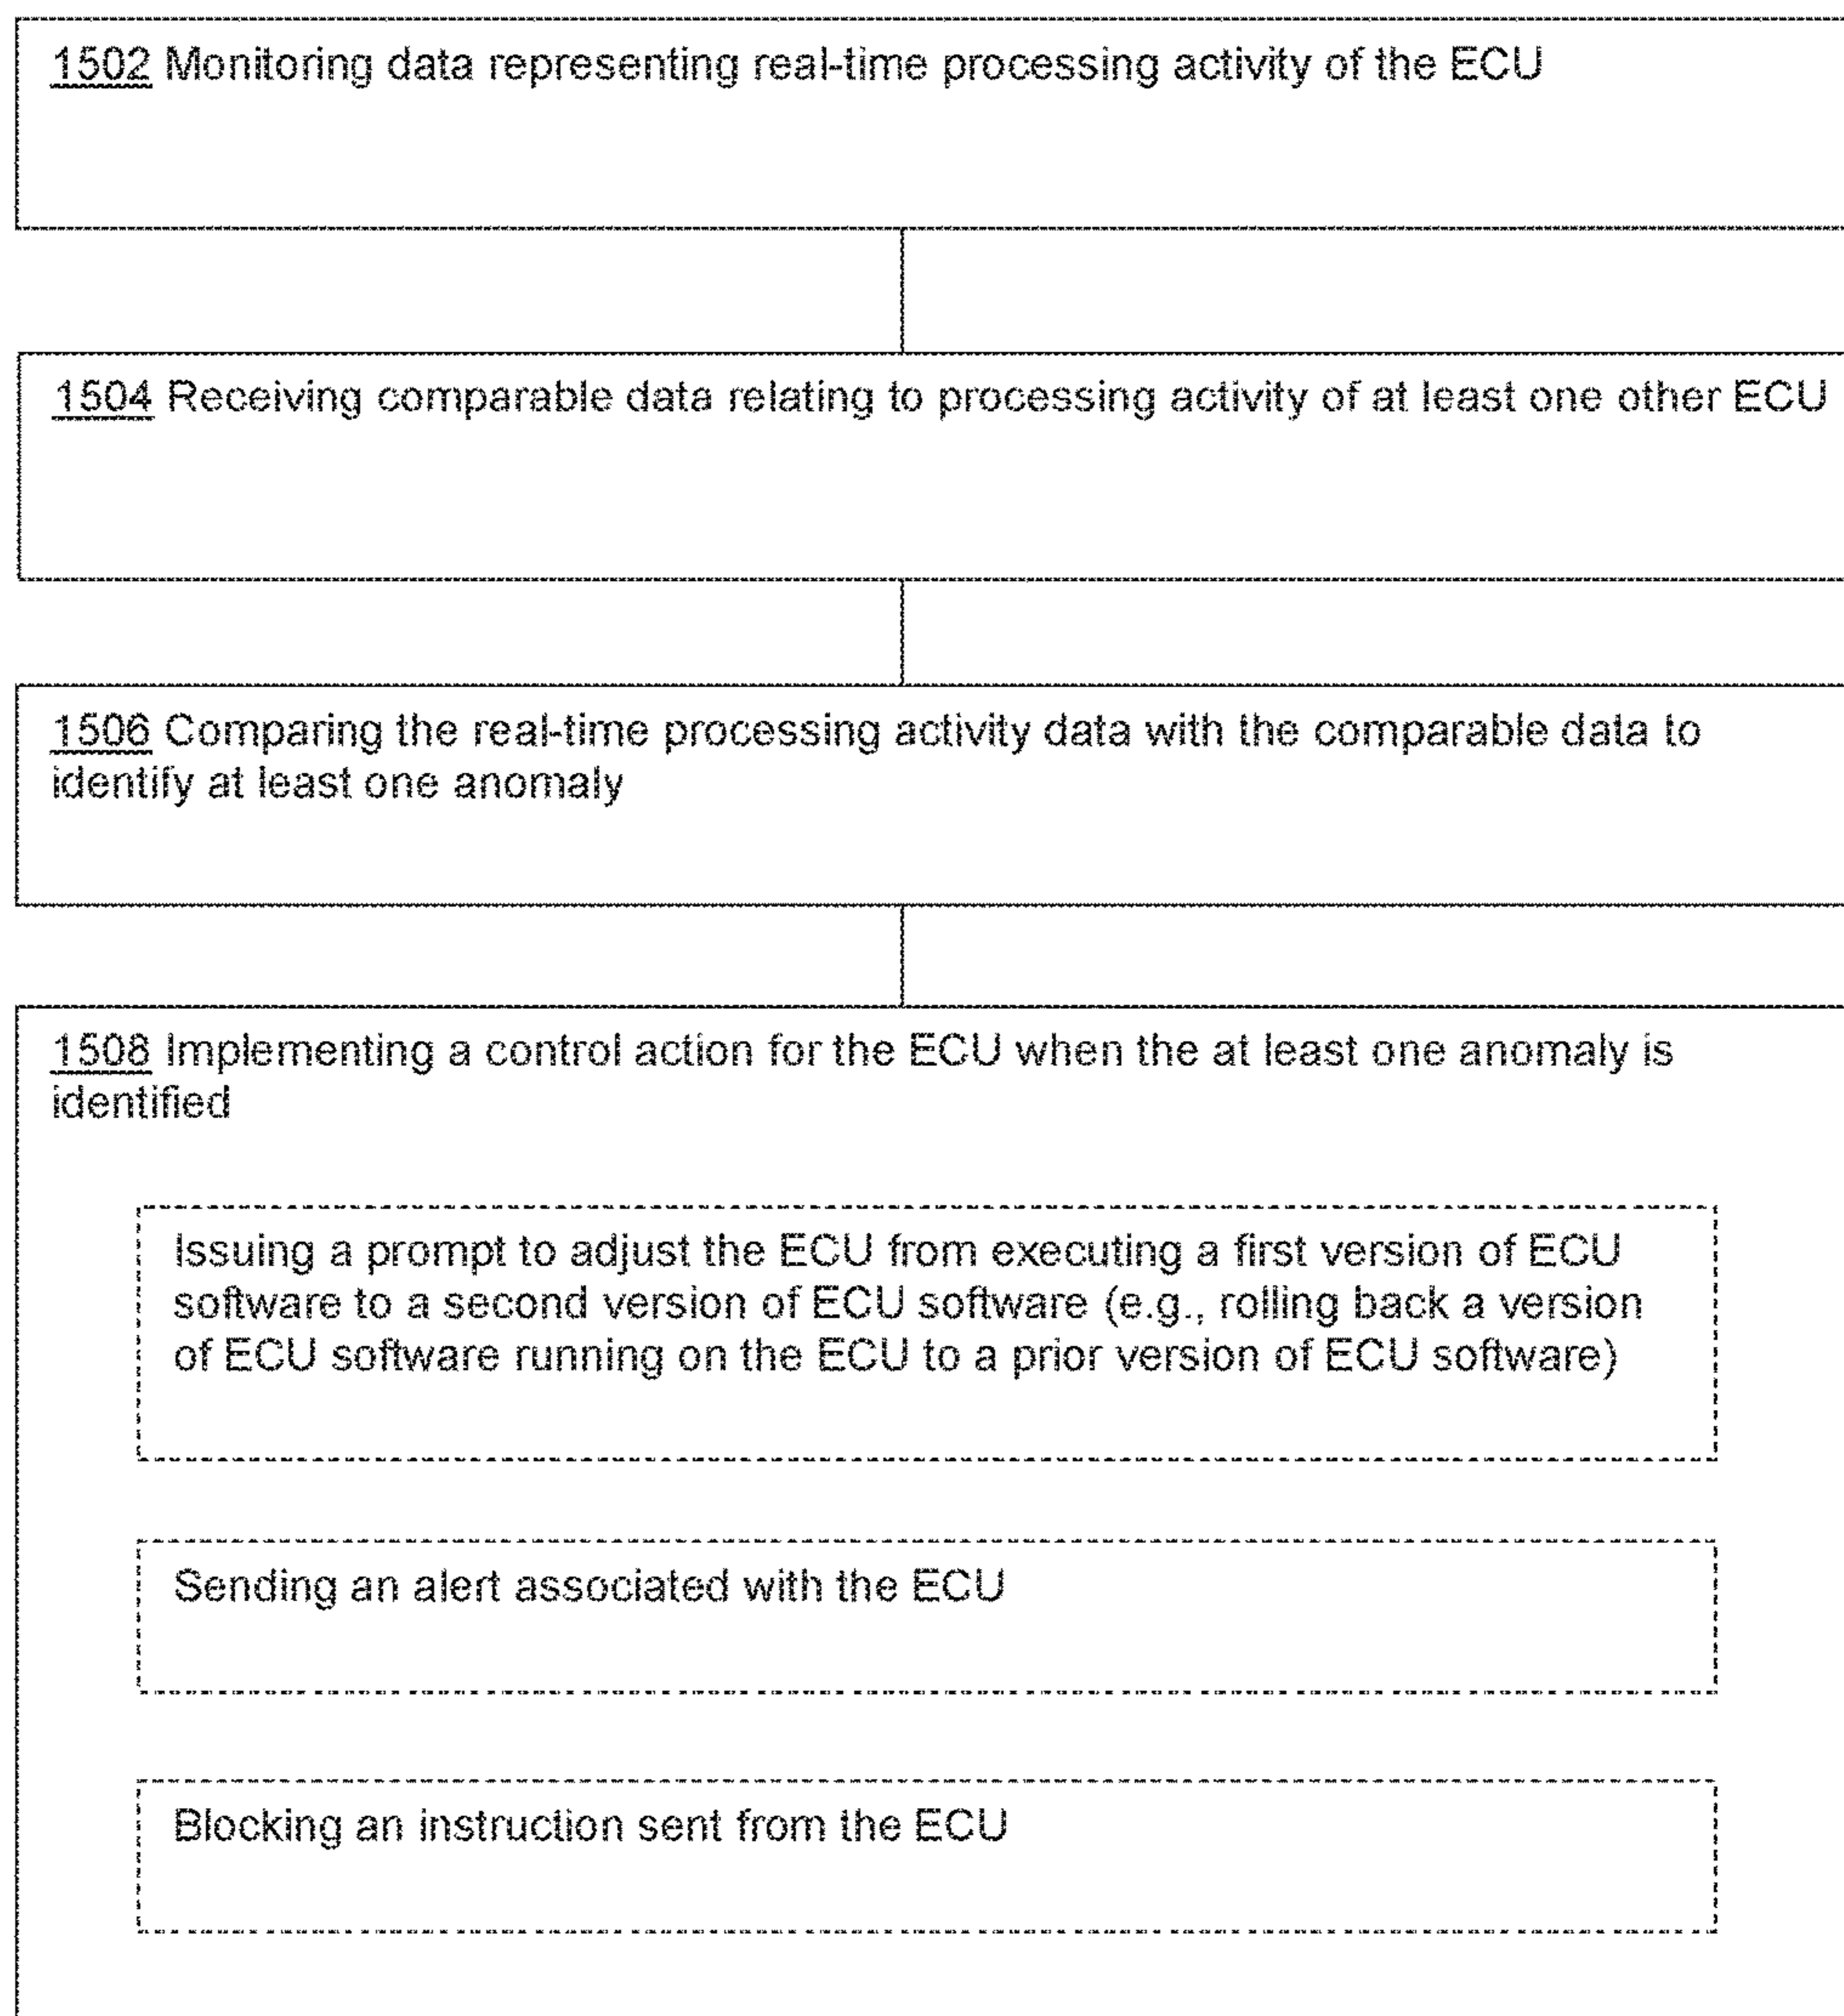 1502 Monitoring data representing real-time processing activity of the ECU
1504 Receiving comparable data relating to processing activity of at least one other ECU
1506 Comparing the real-time processing activity data with the comparable data to
identify at least one anomaly
1508 Implementing a control action for the ECU when the at least one anomaly is
identified
Issuing a prompt to adjust the ECU from executing a first version of ECU
software to a second version of ECU software (e.g., rolling back a version
of ECU software running on the ECU to a prior version of ECU software)
Sending an alert associated with the ECU
Blocking an instruction sent from the ECU